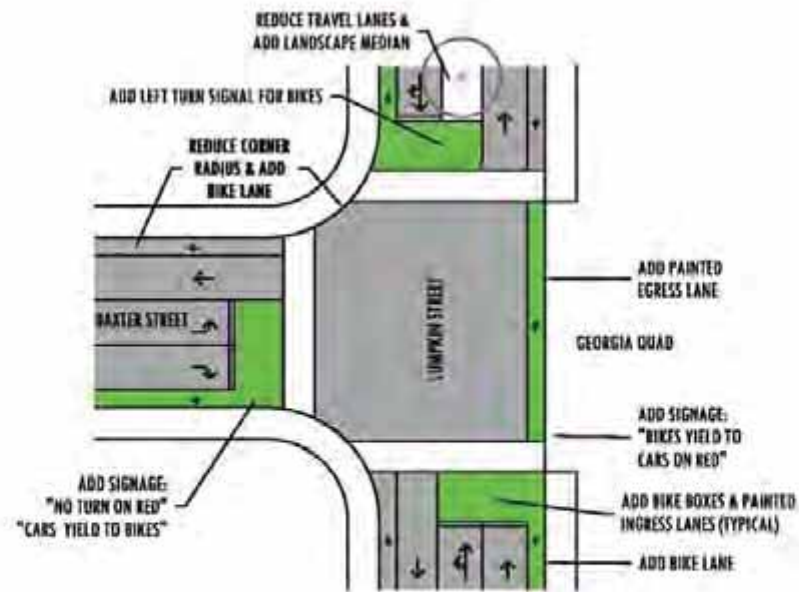 REDUCE TRAVEL LANES &
ADD LANDSCAPE MEDIAN
ADD LEFT TURN SIGNAL FOR BIKES
REDUCE CORNER
RADIUS & ADD
BIKE LANE
BAXTER STREET
LUMPKIN STREET
ADD PAINTED
EGRESS LANE
GEORGIA QUAD
ADD SIGNAGE:
"BIKES YIELD TO
CARS ON RED"
ADD SIGNAGE:
"NO TURN ON RED"
"CARS YIELD TO BIKES"
ADD BIKE BOXES & PAINTED
INGRESS LANES (TYPICAL)
ADD BIKE LANE